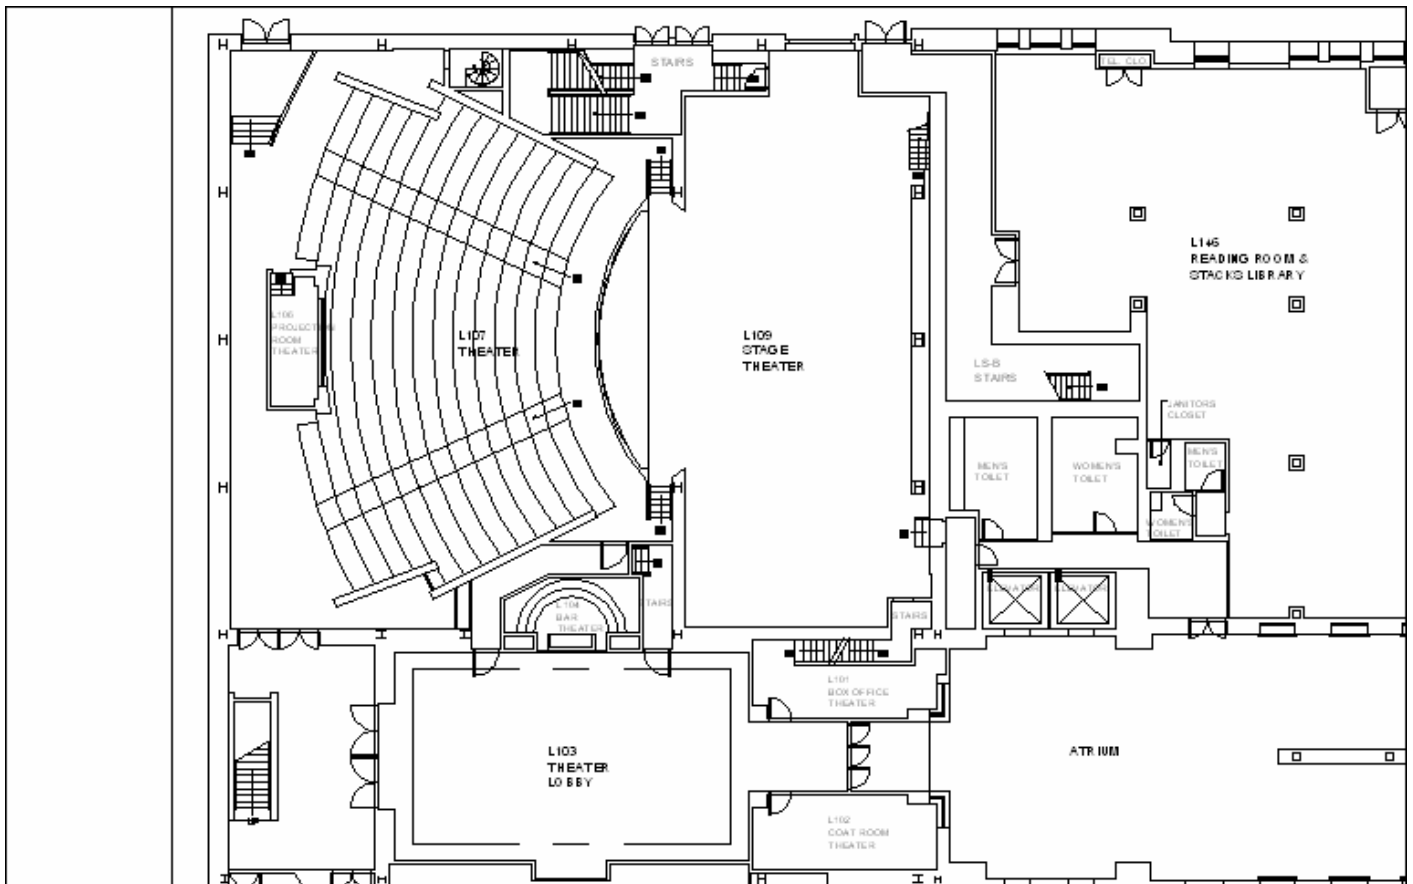 STAIRS
TEL. CLO.
L146
READING ROOM &
STACKS LIBRARY
L106
PROJECTION
ROOM
THEATER
L107
THEATER
L109
STAGE
THEATER
LS-B
STAIRS
JANITORS
CLOSET
MEN'S
TOILET
WOMEN'S
TOILET
MEN'S
TOILET
WOMEN'S
TOILET
ELEVATOR
ELEVATOR
L104
BAR
THEATER
STAIRS
STAIRS
L101
BOX OFFICE
THEATER
L103
THEATER
LOBBY
ATRIUM
L102
COAT ROOM
THEATER
UP